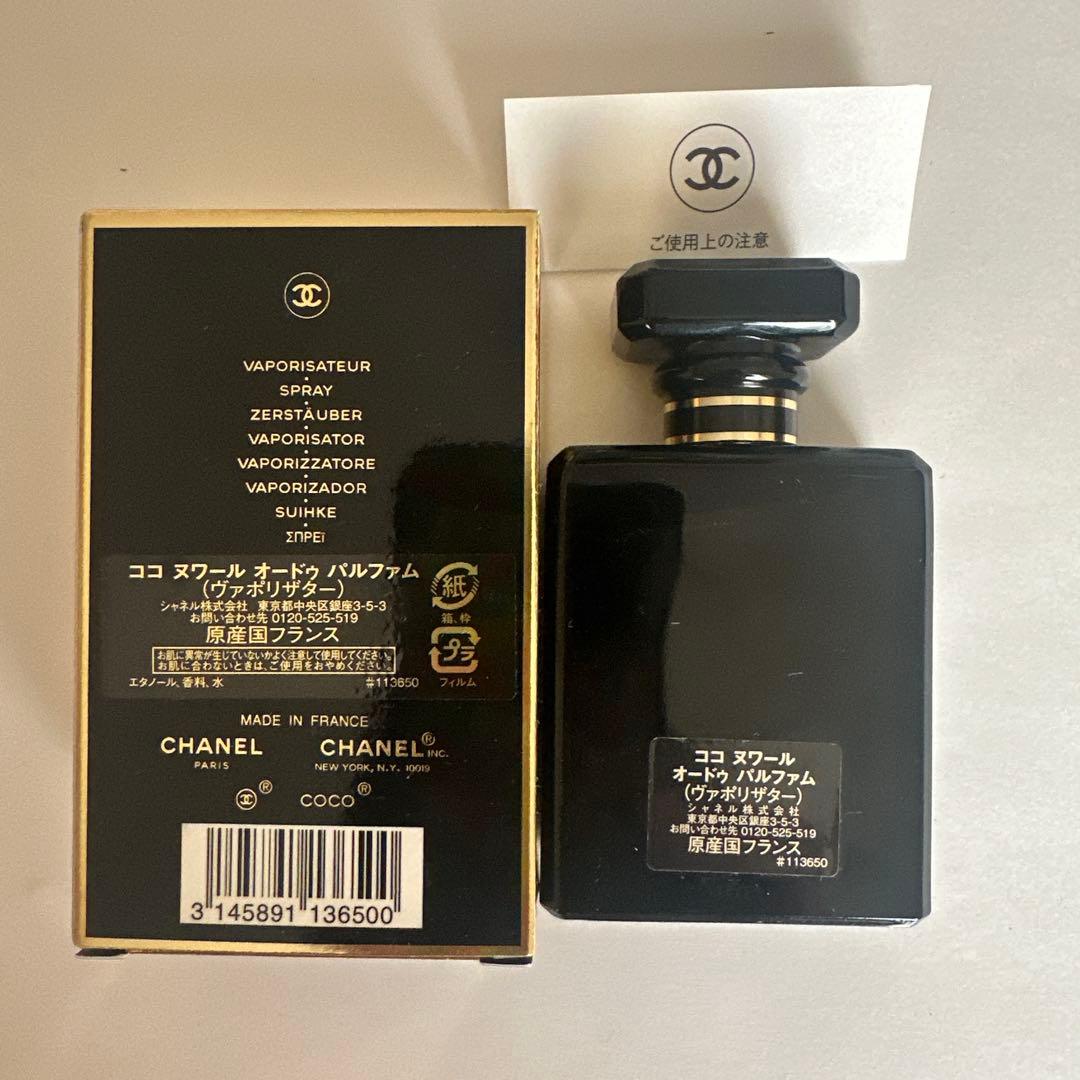 ご使用上の注意
VAPORISATEUR
SPRAY
ZERSTÄUBER
VAPORISATOR
VAPORIZZATORE
VAPORIZADOR
SUIHKE
ΣΠΡΕΪ
ココ ヌワール オードゥ パルファム
(ヴァポリザター)
シャネル株式会社 東京都中央区銀座3-5-3
お問い合わせ先 0120-525-519
原産国フランス
お肌に異常が生じていないかよく注意して使用してください。
お肌に合わないときは、ご使用をおやめください。
エタノール、香料、水 #113650
紙
箱、枠
プラ
フィルム
MADE IN FRANCE
CHANEL
PARIS
CHANEL® INC.
NEW YORK, N.Y. 10019
®
COCO®
3 145891 136500
ココ ヌワール
オードゥ パルファム
(ヴァポリザター)
シャネル株式会社
東京都中央区銀座3-5-3
お問い合わせ先 0120-525-519
原産国フランス
#113650